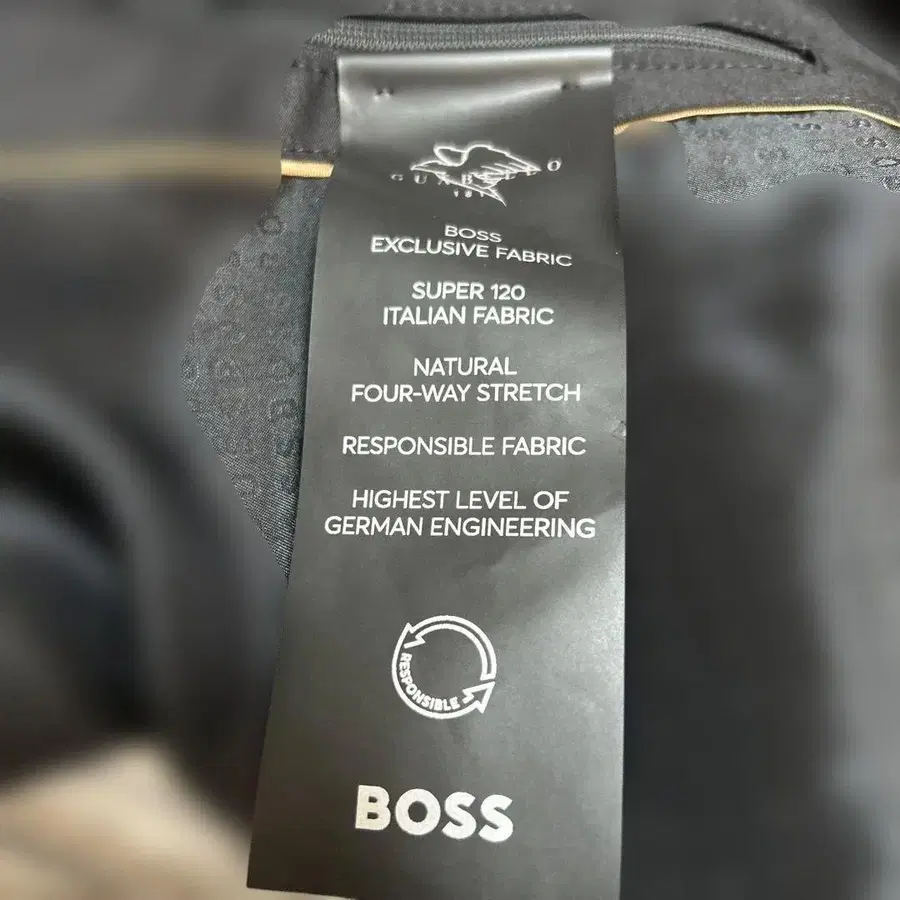 BOSS
EXCLUSIVE FABRIC
SUPER 120
ITALIAN FABRIC
NATURAL
FOUR-WAY STRETCH
RESPONSIBLE FABRIC
HIGHEST LEVEL OF
GERMAN ENGINEERING
RESPONSIBLE
BOSS